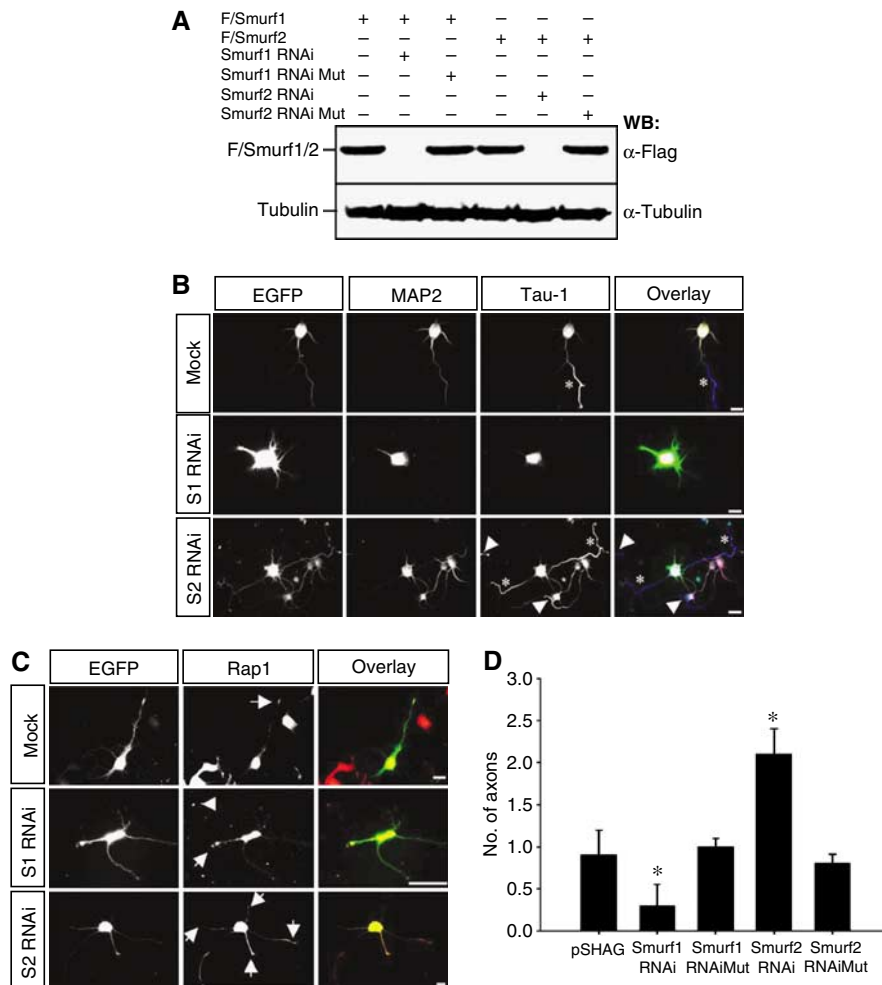 A
F/Smurf1 + + + – – –
F/Smurf2 – – – + + +
Smurf1 RNAi – + – – – –
Smurf1 RNAi Mut – – + – – –
Smurf2 RNAi – – – – + –
Smurf2 RNAi Mut – – – – – +
WB:
F/Smurf1/2 α-Flag
Tubulin α-Tubulin
B
EGFP MAP2 Tau-1 Overlay
Mock
* *
S1 RNAi
S2 RNAi
* * * *
C
EGFP Rap1 Overlay
Mock
S1 RNAi
S2 RNAi
D
No. of axons
3.0
2.5
2.0
1.5
1.0
0.5
0.0
* *
pSHAG Smurf1 RNAi Smurf1 RNAiMut Smurf2 RNAi Smurf2 RNAiMut